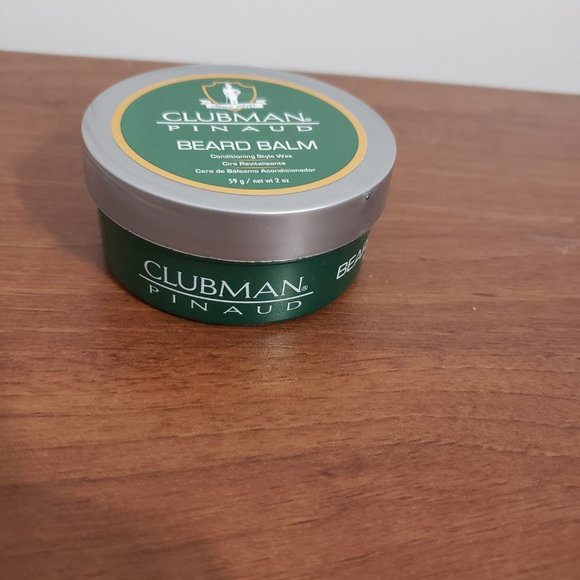 CLUBMAN®
PINAUD
BEARD BALM
Conditioning Style Wax
Cire Revitalisante
Cera de Bálsamo Acondicionador
59 g / net wt 2 oz
CLUBMAN®
PINAUD